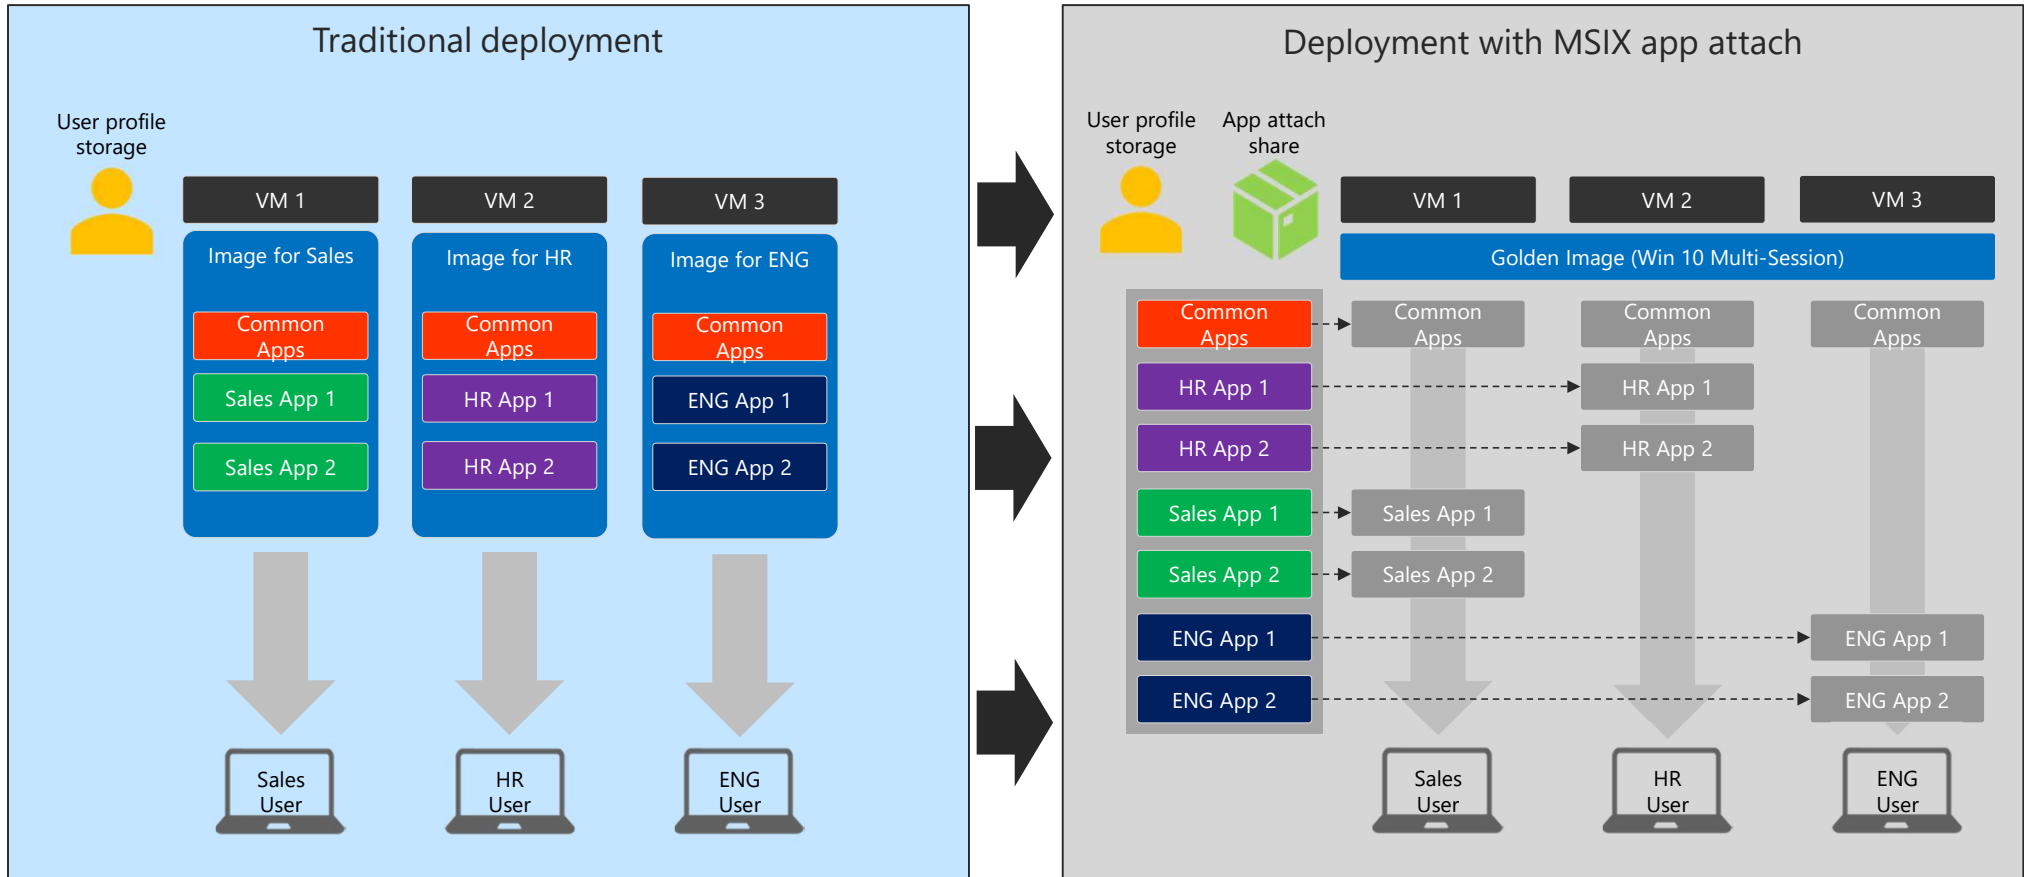 Traditional deployment
User profile
storage
VM 1
VM 2
VM 3
Image for Sales
Image for HR
Image for ENG
Common
Apps
Common
Apps
Common
Apps
Sales App 1
HR App 1
ENG App 1
Sales App 2
HR App 2
ENG App 2
Sales
User
HR
User
ENG
User
Deployment with MSIX app attach
User profile
storage
App attach
share
VM 1
VM 2
VM 3
Golden Image (Win 10 Multi-Session)
Common
Apps
Common
Apps
Common
Apps
Common
Apps
HR App 1
HR App 1
HR App 2
HR App 2
Sales App 1
Sales App 1
Sales App 2
Sales App 2
ENG App 1
ENG App 1
ENG App 2
ENG App 2
Sales
User
HR
User
ENG
User